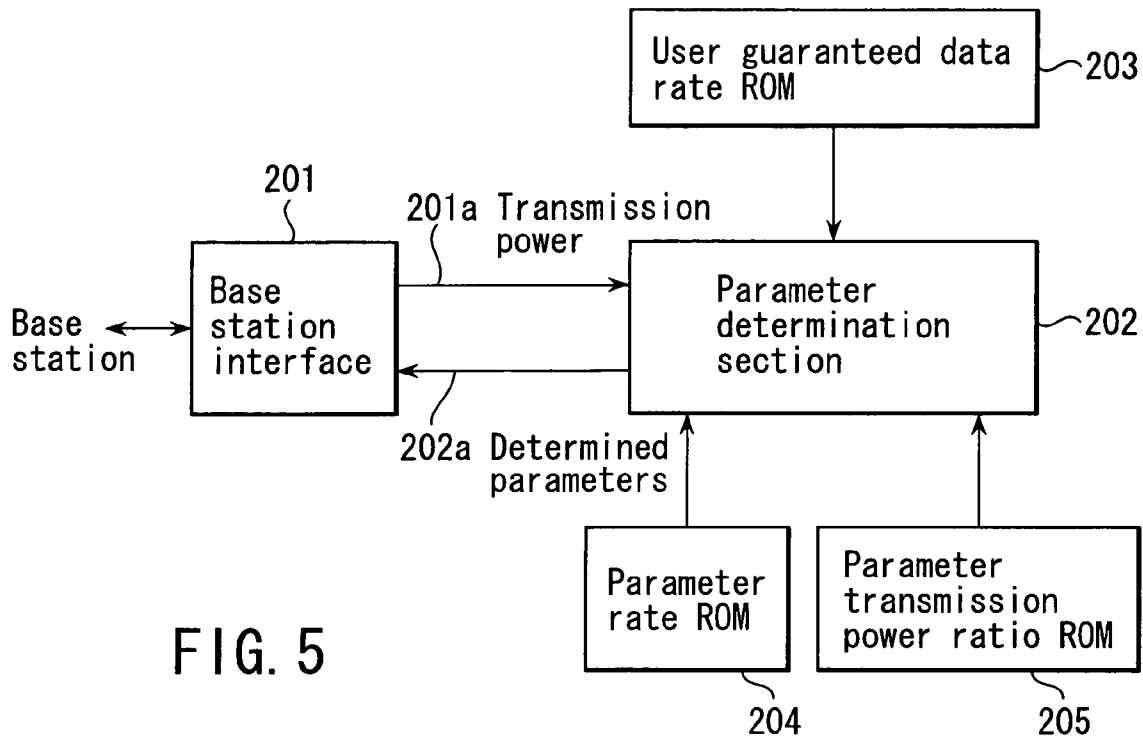 User guaranteed data
rate ROM
203
201
201a Transmission
power
Base
station
Base
station
interface
Parameter
determination
section
202
202a Determined
parameters
Parameter
rate ROM
Parameter
transmission
power ratio ROM
FIG. 5
204
205